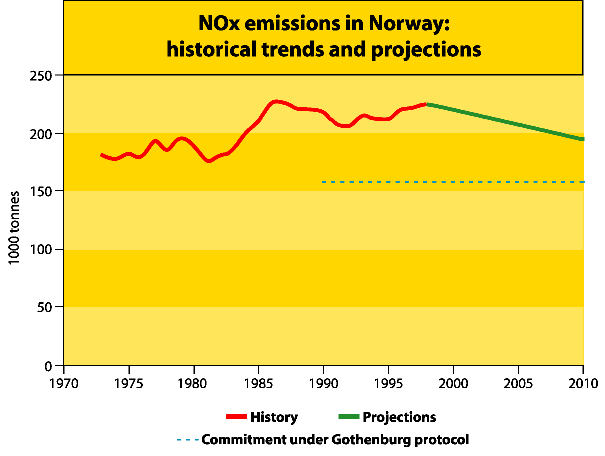 NOx emissions in Norway:
historical trends and projections
250
200
150
100
50
0
1000 tonnes
1970 1975 1980 1985 1990 1995 2000 2005 2010
History Projections
Commitment under Gothenburg protocol